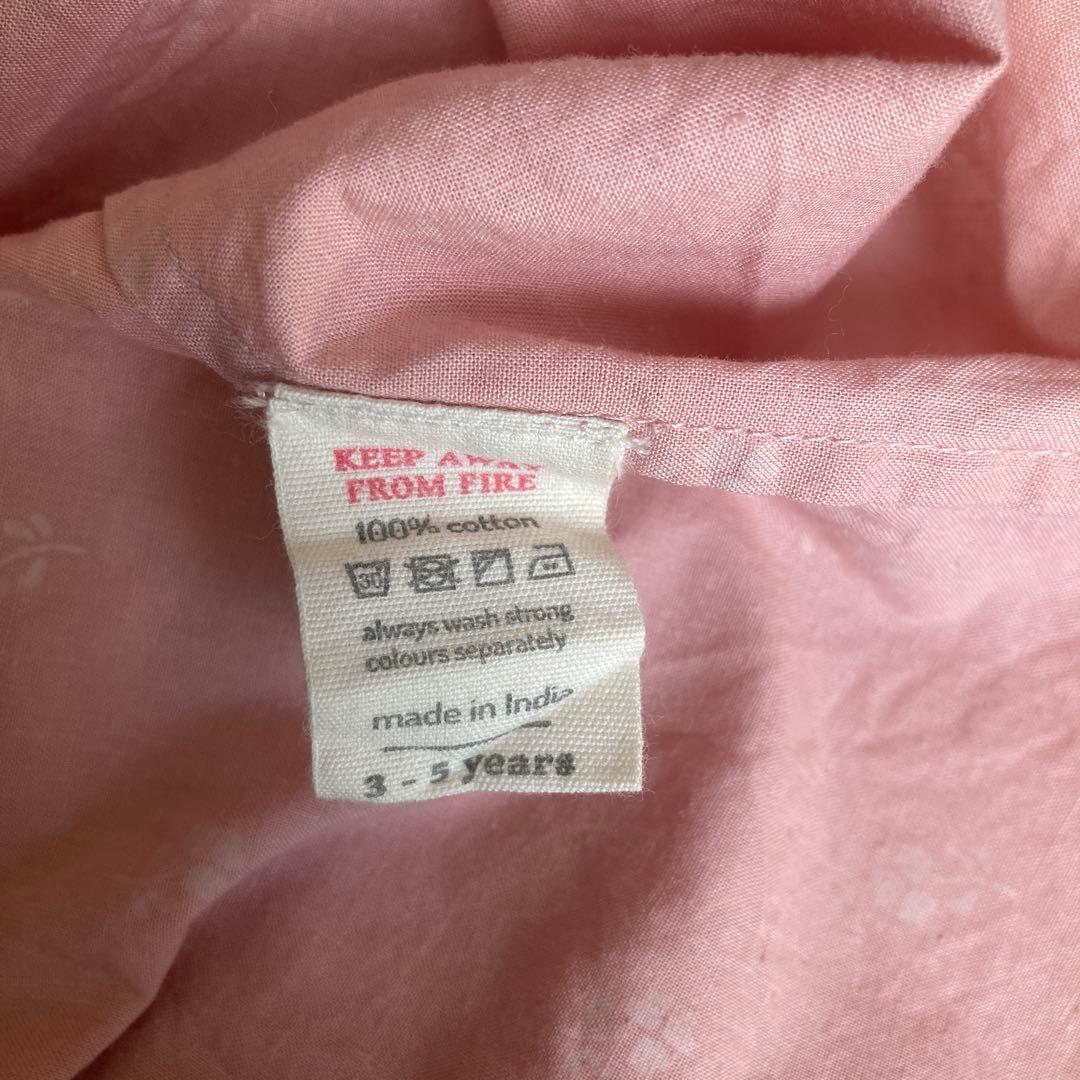 KEEP AWAY
FROM FIRE
100% cotton
30
always wash strong
colours separately
made in India
3 - 5 years